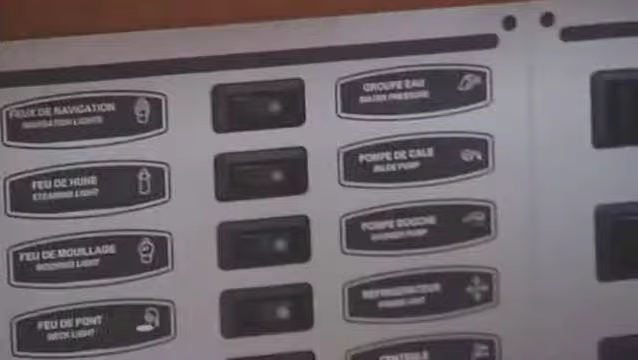 FEUX DE NAVIGATION
NAVIGATION LIGHTS
FEU DE HUNE
STEAMING LIGHT
FEU DE MOUILLAGE
MOORING LIGHT
FEU DE PONT
DECK LIGHT
GROUPE EAU
WATER PRESSURE
POMPE DE CALE
BILGE PUMP
POMPE DOUCHE
SHOWER PUMP
REFRIGERATEUR